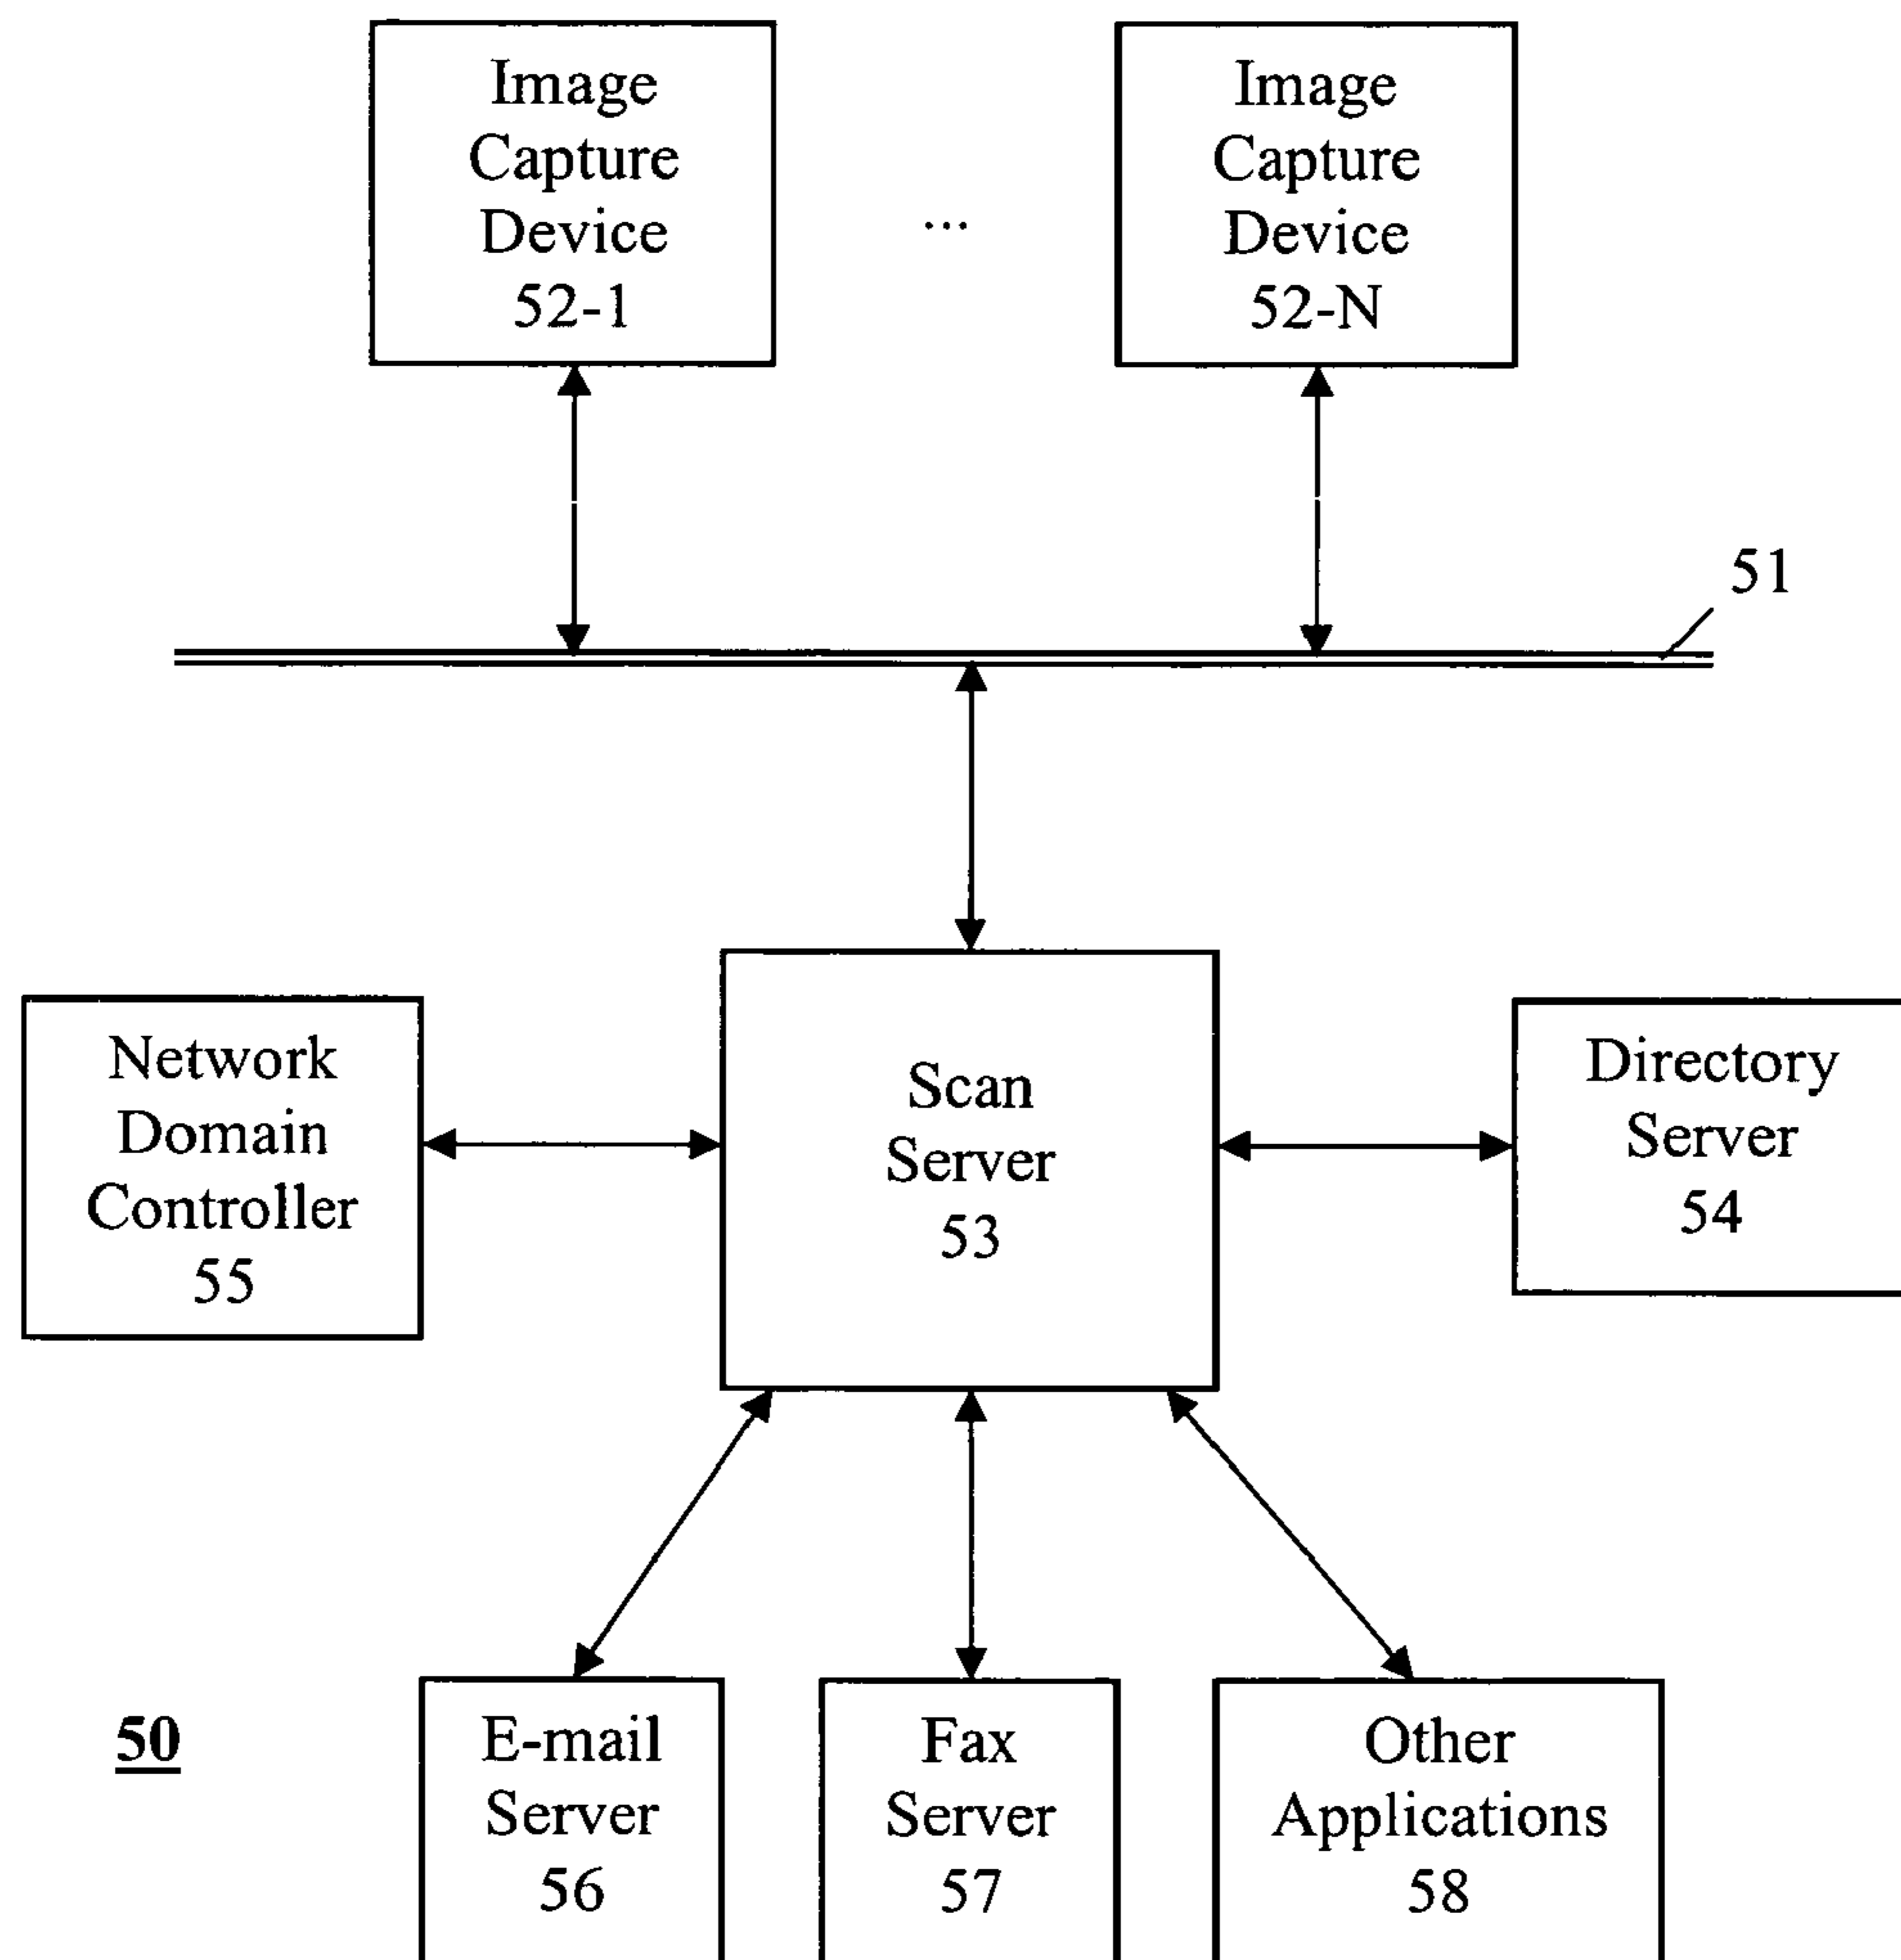 Image
Capture
Device
52-1
...
Image
Capture
Device
52-N
51
Network
Domain
Controller
55
Scan
Server
53
Directory
Server
54
50
E-mail
Server
56
Fax
Server
57
Other
Applications
58